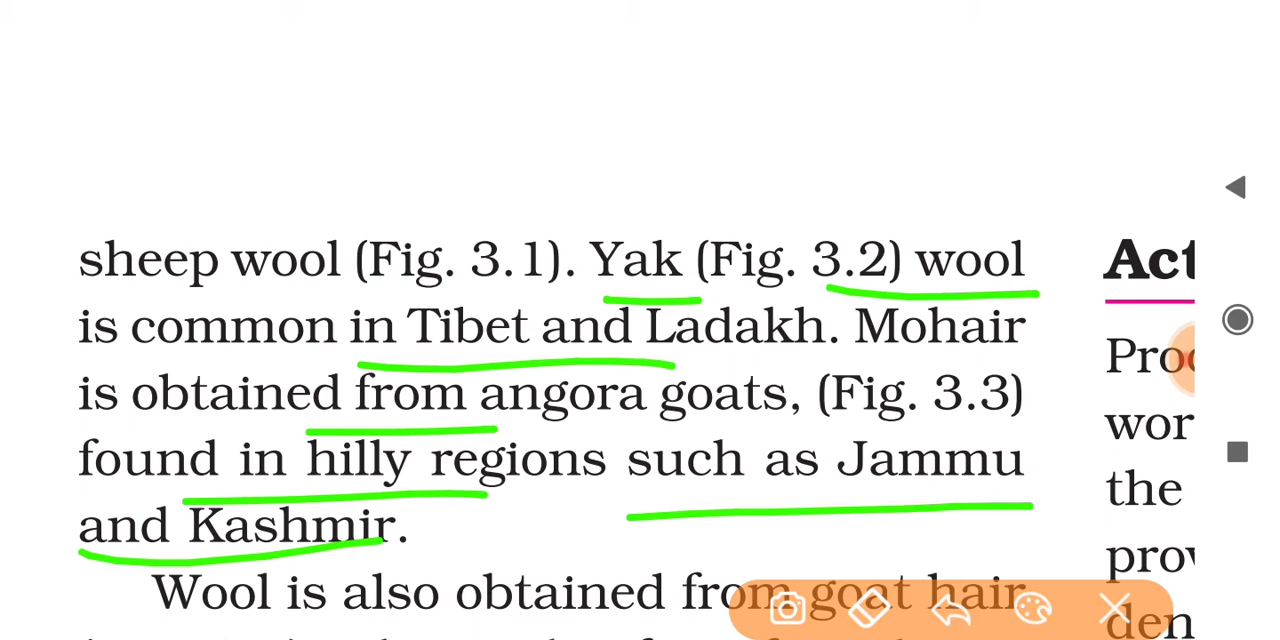 sheep wool (Fig. 3.1). Yak (Fig. 3.2) wool
is common in Tibet and Ladakh. Mohair
is obtained from angora goats, (Fig. 3.3)
found in hilly regions such as Jammu
and Kashmir.
Wool is also obtained from goat hair
Act
wor
the
prov
den